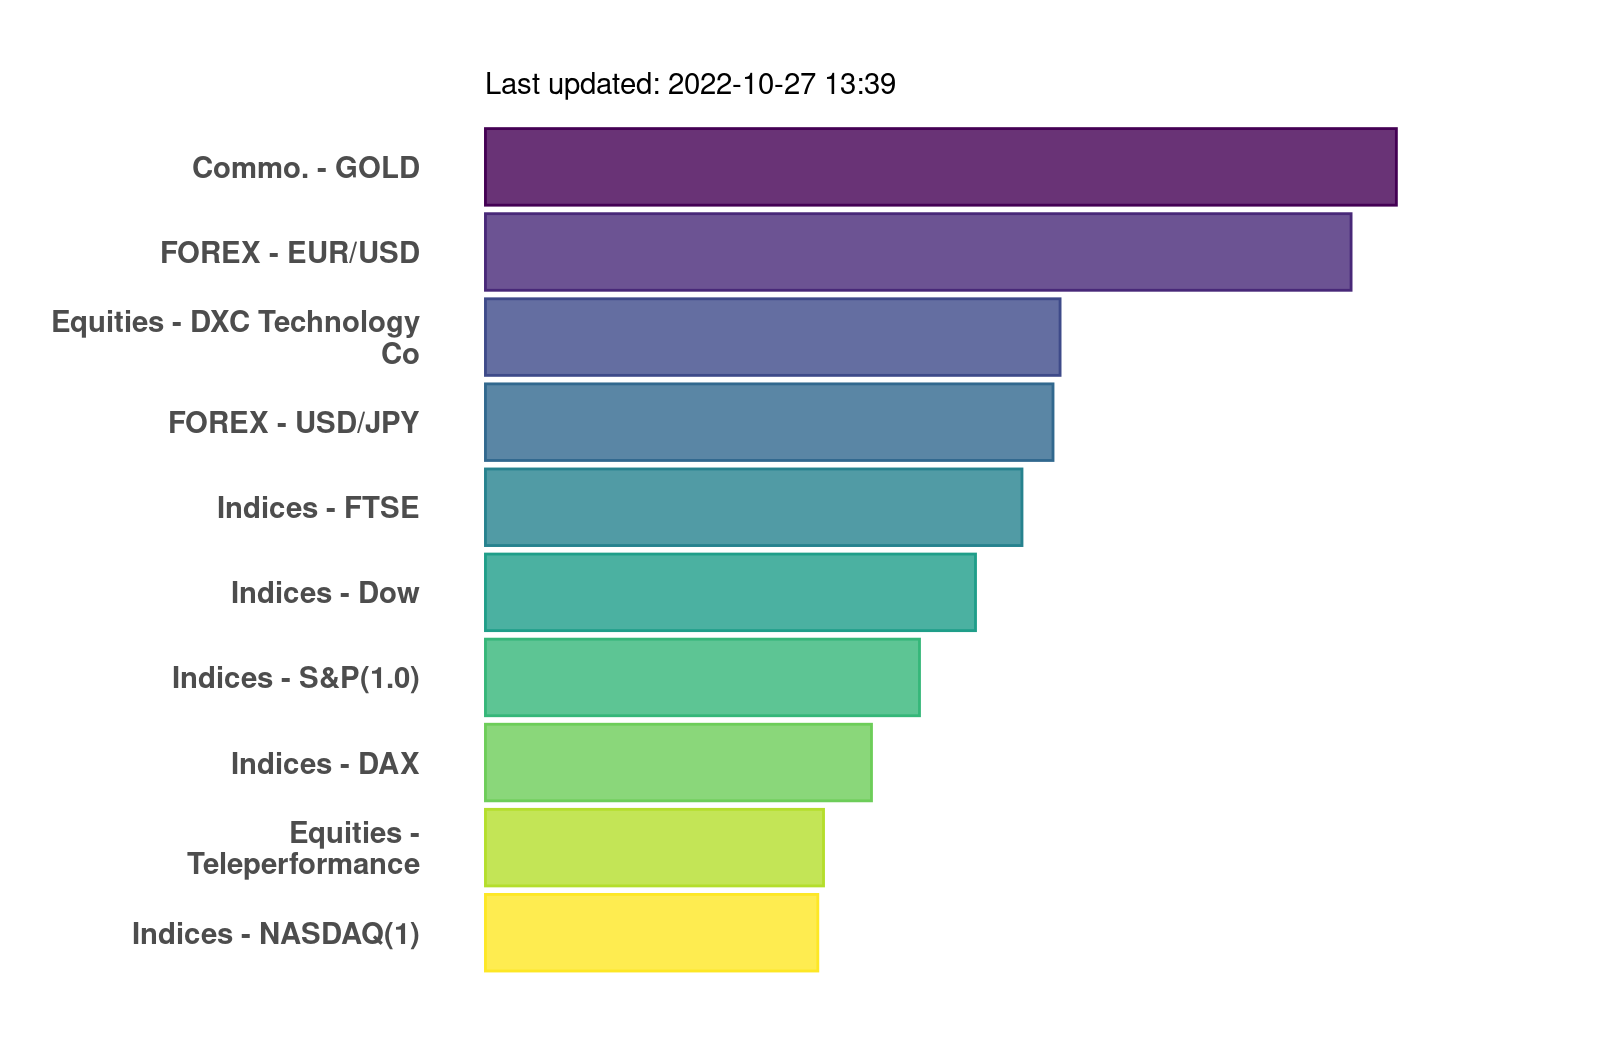 Last updated: 2022-10-27 13:39
Commo. - GOLD
FOREX - EUR/USD
Equities - DXC Technology
Co
FOREX - USD/JPY
Indices - FTSE
Indices - Dow
Indices - S&P(1.0)
Indices - DAX
Equities -
Teleperformance
Indices - NASDAQ(1)